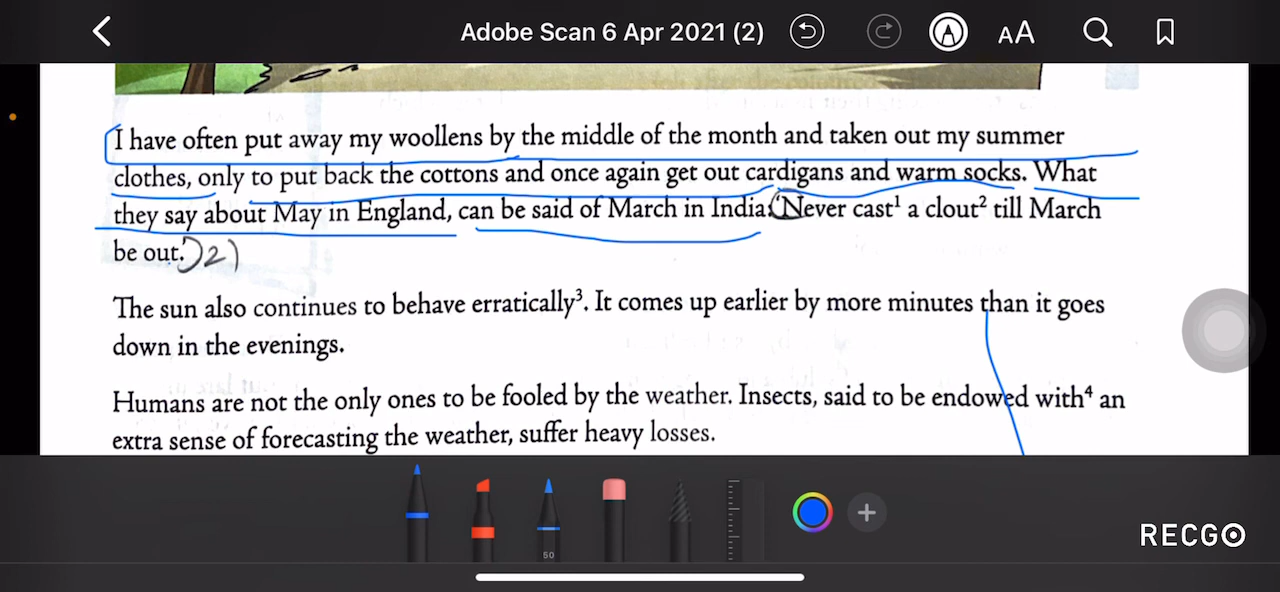 Adobe Scan 6 Apr 2021 (2)
AA
I have often put away my woollens by the middle of the month and taken out my summer
clothes, only to put back the cottons and once again get out cardigans and warm socks. What
they say about May in England, can be said of March in India: 'Never cast¹ a clout² till March
be out.' 2)
The sun also continues to behave erratically³. It comes up earlier by more minutes than it goes
down in the evenings.
Humans are not the only ones to be fooled by the weather. Insects, said to be endowed with⁴ an
extra sense of forecasting the weather, suffer heavy losses.
50
RECGO